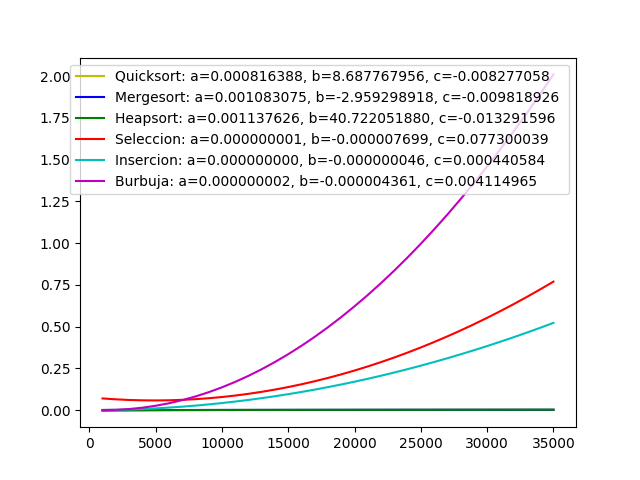 2.00
1.75
1.50
1.25
1.00
0.75
0.50
0.25
0.00
Quicksort: a=0.000816388, b=8.687767956, c=-0.008277058
Mergesort: a=0.001083075, b=-2.959298918, c=-0.009818926
Heapsort: a=0.001137626, b=40.722051880, c=-0.013291596
Seleccion: a=0.000000001, b=-0.000007699, c=0.077300039
Insercion: a=0.000000000, b=-0.000000046, c=0.000440584
Burbuja: a=0.000000002, b=-0.000004361, c=0.004114965
0 5000 10000 15000 20000 25000 30000 35000